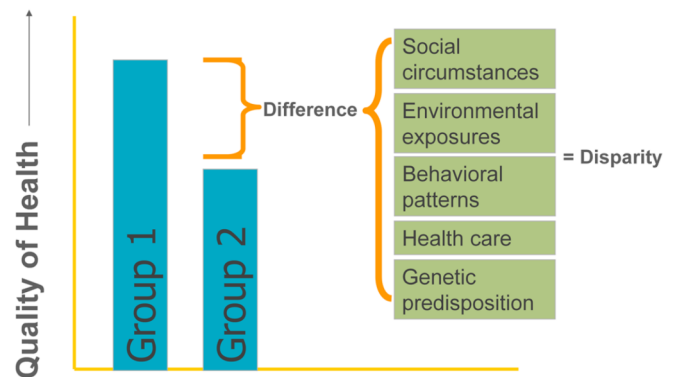 Quality of Health
Group 1
Group 2
Difference
Social
circumstances
Environmental
exposures
Behavioral
patterns
Health care
Genetic
predisposition
= Disparity